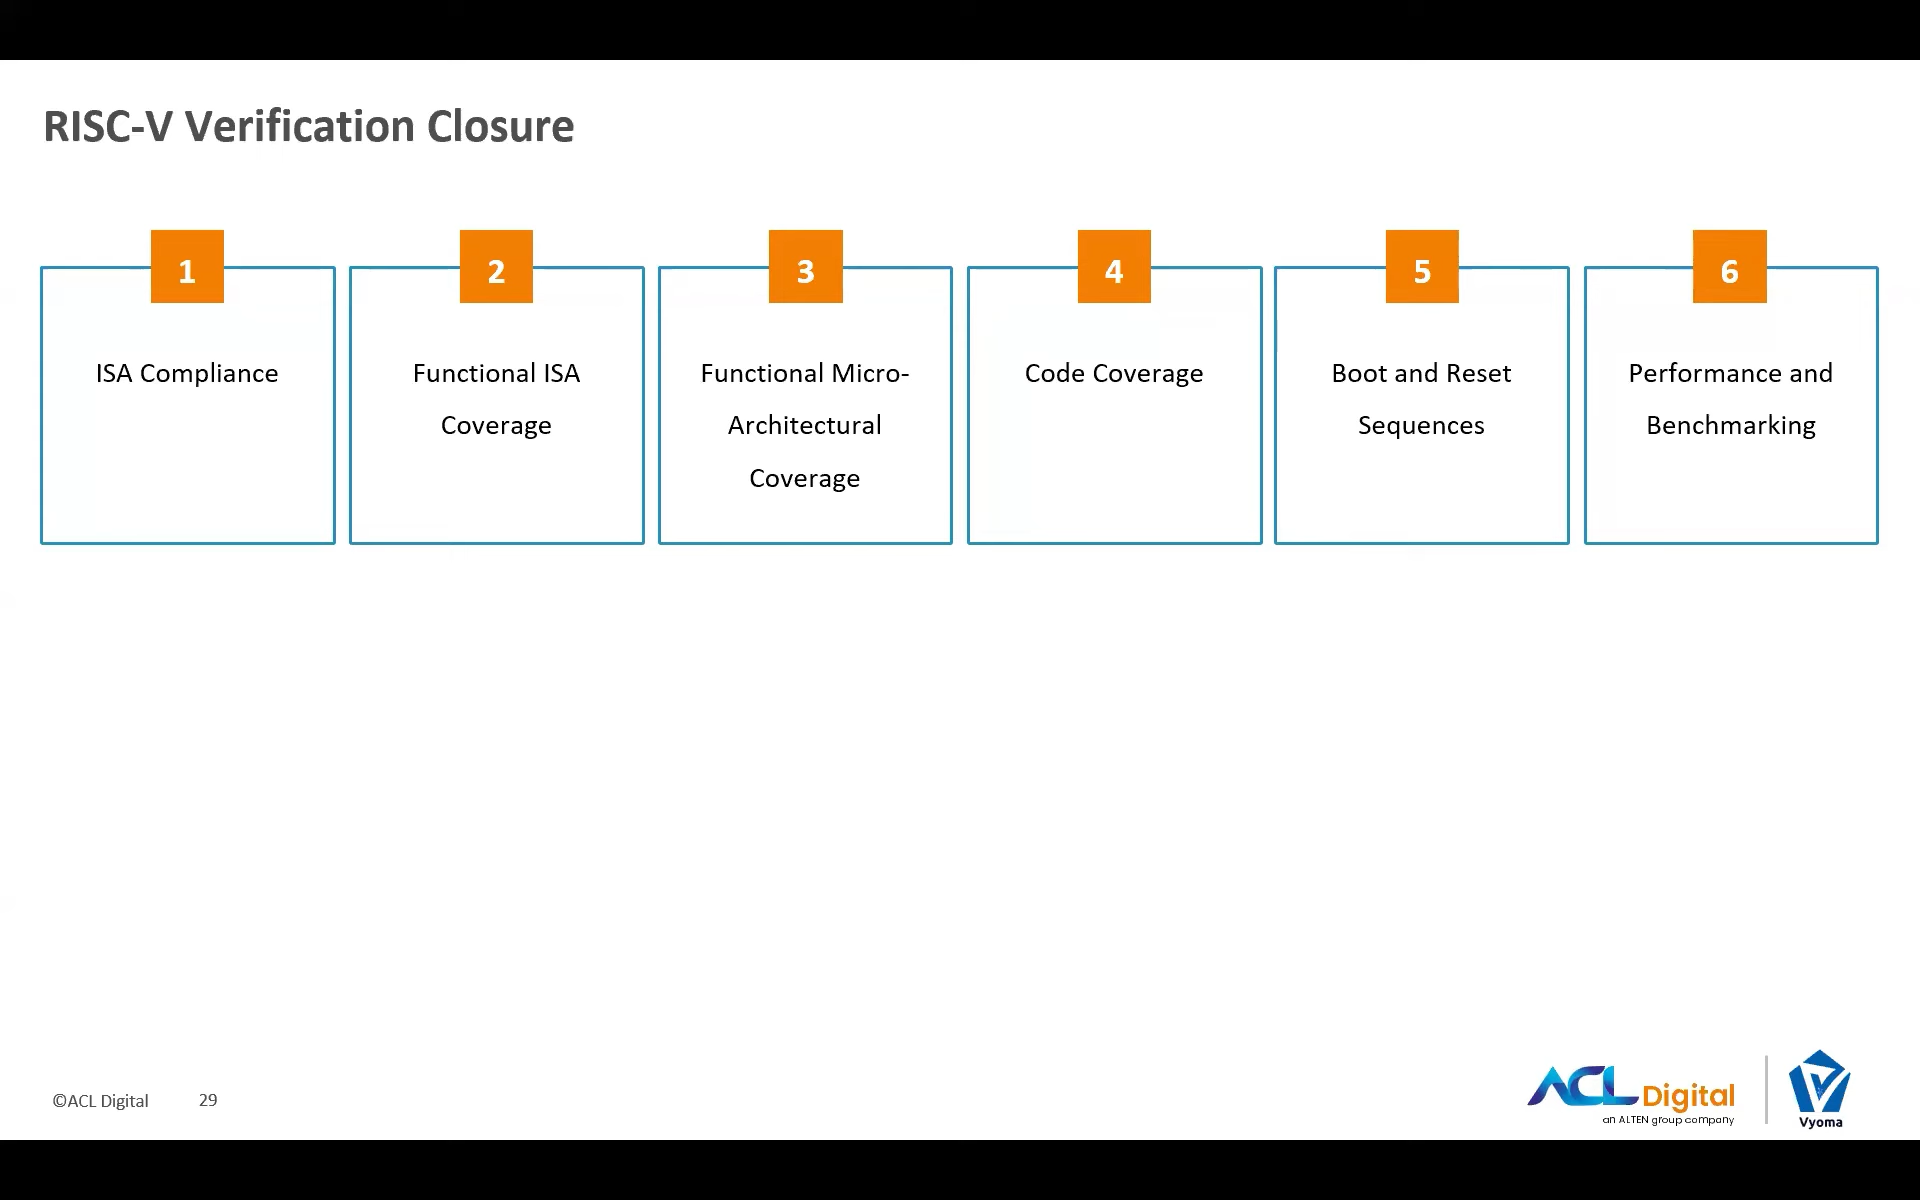 RISC-V Verification Closure
1
ISA Compliance
2
Functional ISA
Coverage
3
Functional Micro-
Architectural
Coverage
4
Code Coverage
5
Boot and Reset
Sequences
6
Performance and
Benchmarking
©ACL Digital 29
ACL Digital
an ALTEN group company
Vyoma